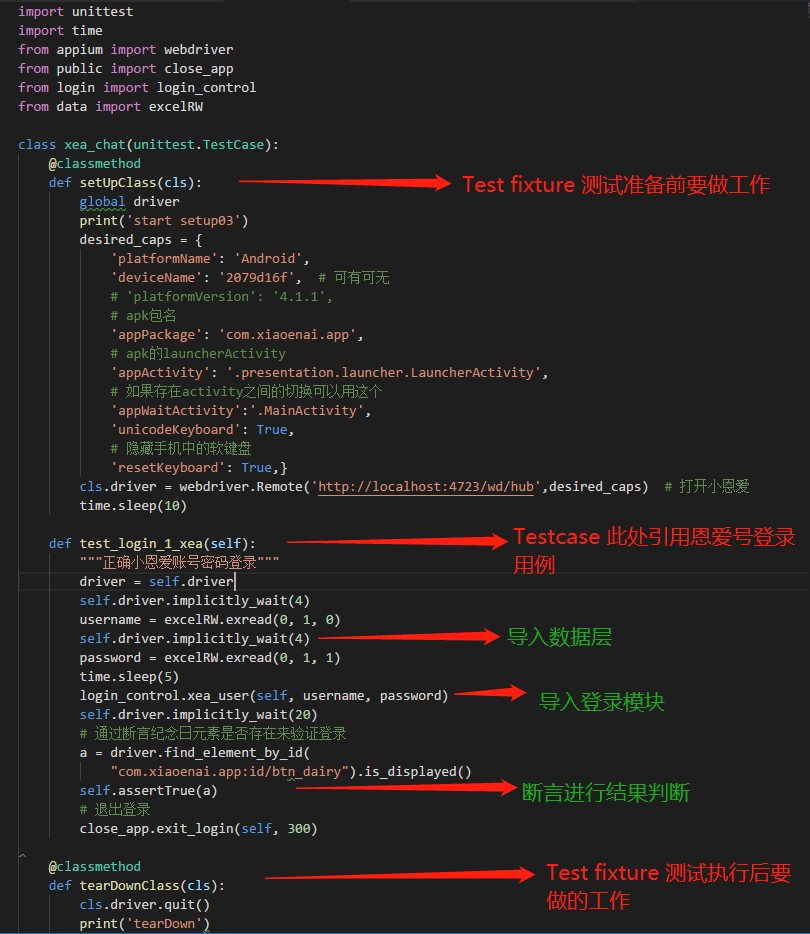 import unittest
import time
from appium import webdriver
from public import close_app
from login import login_control
from data import excelRW
class xea_chat(unittest.TestCase):
@classmethod
def setUpClass(cls):
Test fixture 测试准备前要做工作
global driver
print('start setup03')
desired_caps = {
'platformName': 'Android',
'deviceName': '2079d16f',  # 可有可无
# 'platformVersion': '4.1.1',
# apk包名
'appPackage': 'com.xiaoenai.app',
# apk的launcherActivity
'appActivity': '.presentation.launcher.LauncherActivity',
# 如果存在activity之间的切换可以用这个
'appWaitActivity':'.MainActivity',
'unicodeKeyboard': True,
# 隐藏手机中的软键盘
'resetKeyboard': True,}
cls.driver = webdriver.Remote('http://localhost:4723/wd/hub',desired_caps)  # 打开小恩爱
time.sleep(10)
def test_login_1_xea(self):
Testcase 此处引用恩爱号登录
用例
"""正确小恩爱账号密码登录"""
driver = self.driver
self.driver.implicitly_wait(4)
username = excelRW.exread(0, 1, 0)
self.driver.implicitly_wait(4)
导入数据层
password = excelRW.exread(0, 1, 1)
time.sleep(5)
login_control.xea_user(self, username, password)
导入登录模块
self.driver.implicitly_wait(20)
# 通过断言纪念日元素是否存在来验证登录
a = driver.find_element_by_id(
"com.xiaoenai.app:id/btn_dairy").is_displayed()
self.assertTrue(a)
断言进行结果判断
# 退出登录
close_app.exit_login(self, 300)
@classmethod
def tearDownClass(cls):
Test fixture 测试执行后要
做的工作
cls.driver.quit()
print('tearDown')